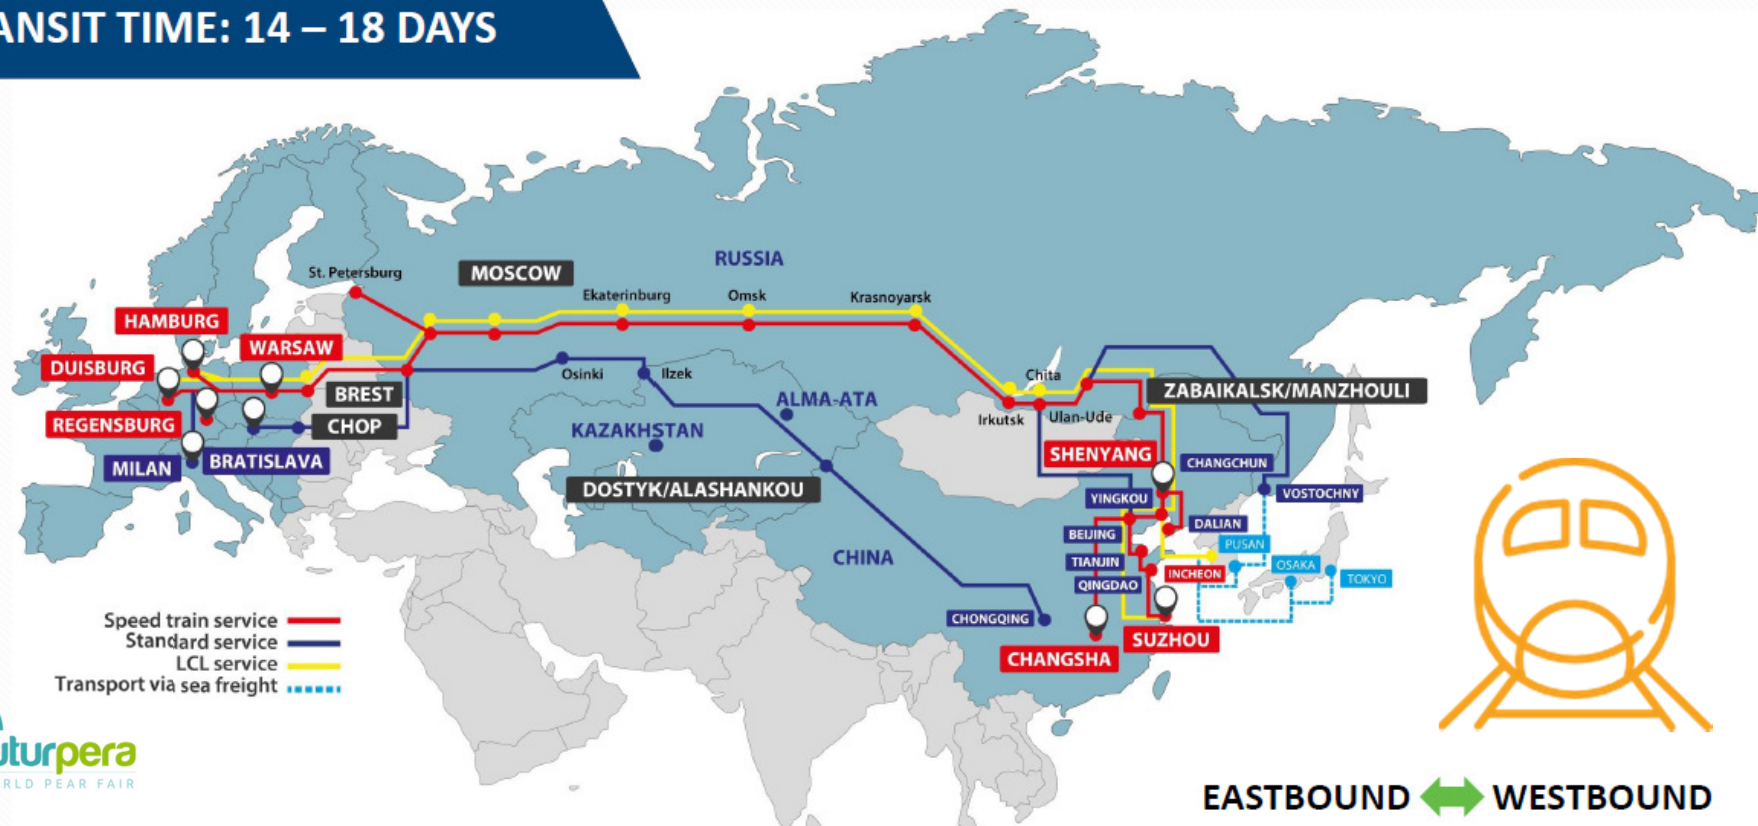 ANSIT TIME: 14 – 18 DAYS
RUSSIA
St. Petersburg
MOSCOW
Ekaterinburg
Omsk
Krasnoyarsk
HAMBURG
WARSAW
DUISBURG
BREST
REGENSBURG
CHOP
MILAN
BRATISLAVA
Osinki
Ilzek
ALMA-ATA
KAZAKHSTAN
DOSTYK/ALASHANKOU
Chita
Irkutsk
Ulan-Ude
ZABAIKALSK/MANZHOULI
SHENYANG
CHANGCHUN
YINGKOU
VOSTOCHNY
BEIJING
DALIAN
PUSAN
TIANJIN
INCHEON
OSAKA
TOKYO
QINGDAO
CHINA
CHONGQING
SUZHOU
CHANGSHA
Speed train service
Standard service
LCL service
Transport via sea freight
uturpera
RLD PEAR FAIR
EASTBOUND WESTBOUND